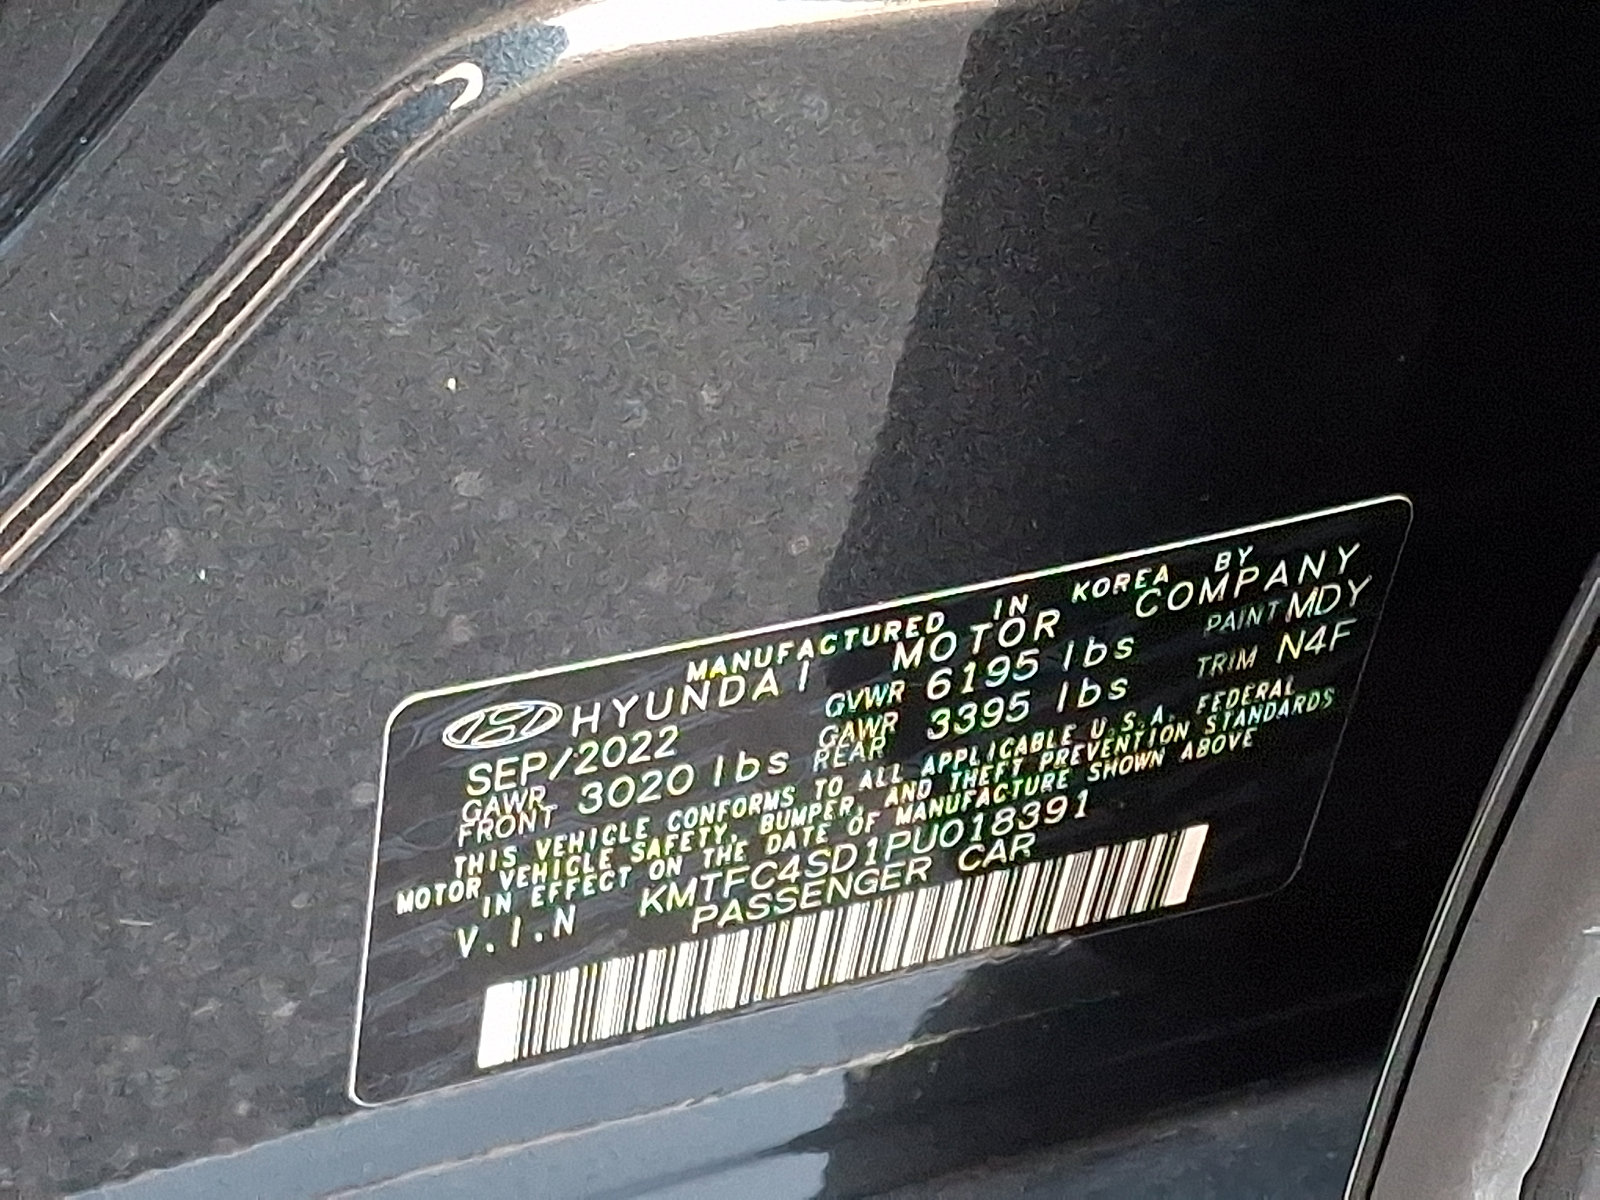 MANUFACTURED IN KOREA BY
HYUNDAI MOTOR COMPANY
SEP/2022 GVWR 6195 lbs PAINT MDY
GAWR FRONT 3020 lbs GAWR REAR 3395 lbs TRIM N4F
THIS VEHICLE CONFORMS TO ALL APPLICABLE U.S.A. FEDERAL
MOTOR VEHICLE SAFETY, BUMPER, AND THEFT PREVENTION STANDARDS
IN EFFECT ON THE DATE OF MANUFACTURE SHOWN ABOVE
V.I.N KMTFC4SD1PU018391
PASSENGER CAR